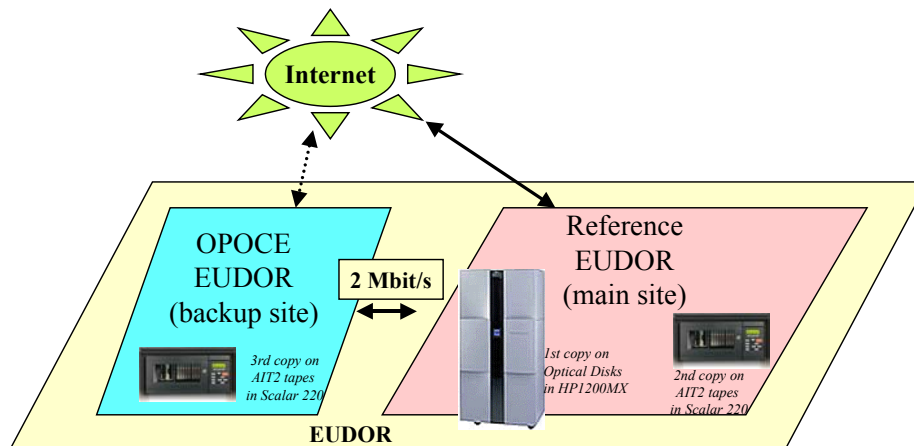 Internet
OPOCE
EUDOR
(backup site)
2 Mbit/s
Reference
EUDOR
(main site)
3rd copy on
AIT2 tapes
in Scalar 220
1st copy on
Optical Disks
in HP1200MX
2nd copy on
AIT2 tapes
in Scalar 220
EUDOR